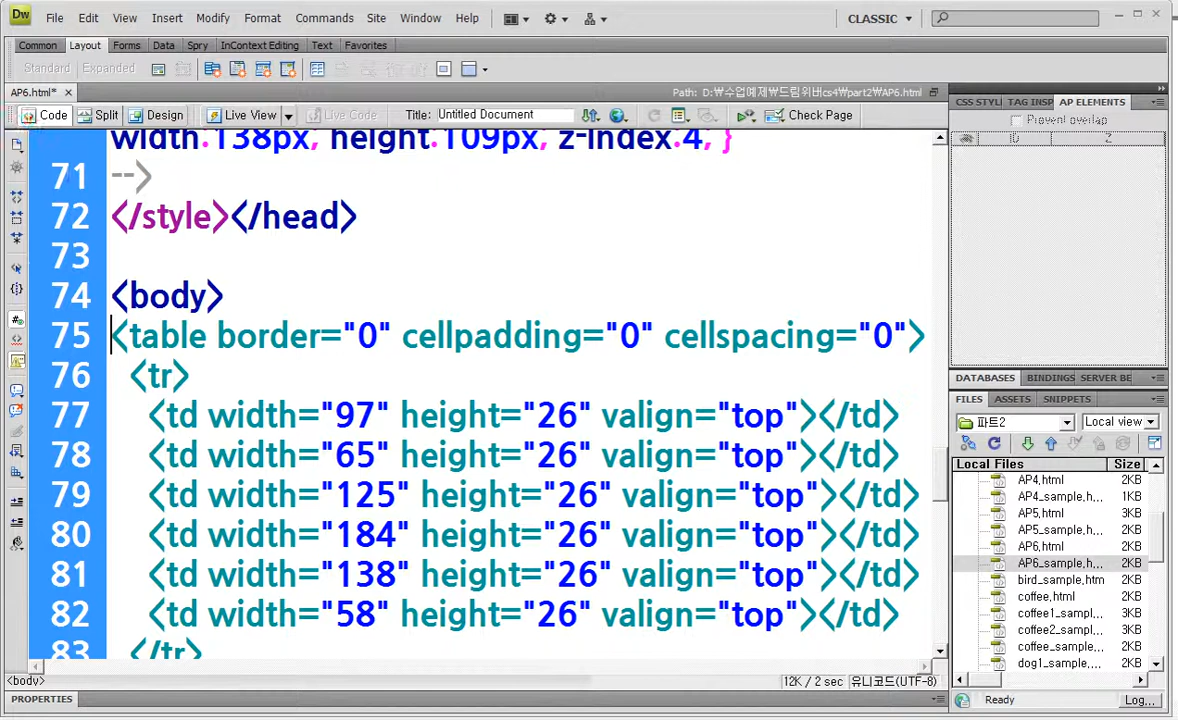 Dw File Edit View Insert Modify Format Commands Site Window Help CLASSIC
Common Layout Forms Data Spry InContext Editing Text Favorites
Standard Expanded
AP6.html* × Path: D:₩수업예제₩드림위버cs4₩part2₩AP6.html
Code Split Design Live View Live Code Title: Untitled Document Check Page
CSS STYL TAG INSP AP ELEMENTS
Prevent overlap
ID Z
width:138px; height:109px; z-index:4; }
71 -->
72 </style></head>
73
74 <body>
75 <table border="0" cellpadding="0" cellspacing="0">
76 <tr>
77 <td width="97" height="26" valign="top"></td>
78 <td width="65" height="26" valign="top"></td>
79 <td width="125" height="26" valign="top"></td>
80 <td width="184" height="26" valign="top"></td>
81 <td width="138" height="26" valign="top"></td>
82 <td width="58" height="26" valign="top"></td>
83 </tr>
<body> 12K / 2 sec 유니코드(UTF-8)
PROPERTIES
DATABASES BINDINGS SERVER BE
FILES ASSETS SNIPPETS
파트2 Local view
Local Files Size
AP4.html 2KB
AP4_sample.h... 1KB
AP5.html 3KB
AP5_sample.h... 2KB
AP6.html 2KB
AP6_sample.h... 2KB
bird_sample.htm 2KB
coffee.html 2KB
coffee1_sampl... 3KB
coffee2_sampl... 3KB
coffee_sample... 2KB
dog1_sample.... 2KB
Ready Log...